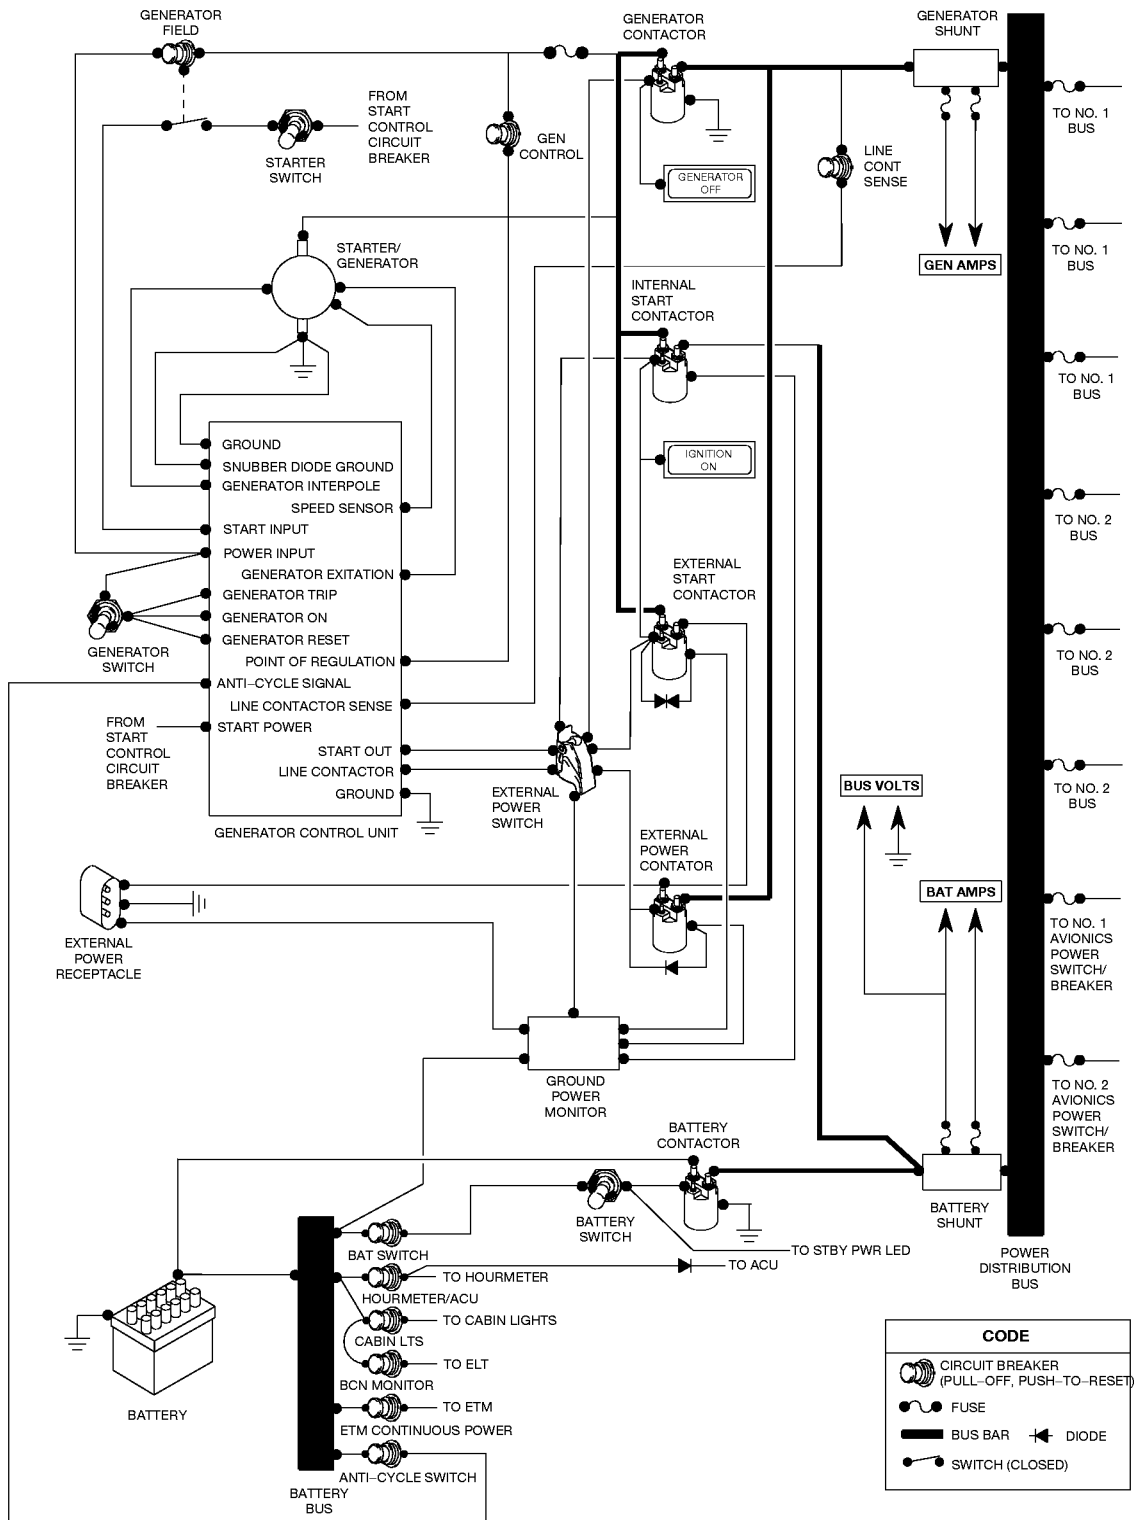 GENERATOR
FIELD
GENERATOR
CONTACTOR
GENERATOR
SHUNT
FROM
START
CONTROL
CIRCUIT
BREAKER
STARTER
SWITCH
GEN
CONTROL
GENERATOR
OFF
LINE
CONT
SENSE
TO NO. 1
BUS
GEN AMPS
TO NO. 1
BUS
STARTER/
GENERATOR
INTERNAL
START
CONTACTOR
TO NO. 1
BUS
GROUND
SNUBBER DIODE GROUND
GENERATOR INTERPOLE
SPEED SENSOR
START INPUT
POWER INPUT
GENERATOR EXITATION
GENERATOR TRIP
GENERATOR ON
GENERATOR RESET
POINT OF REGULATION
ANTI-CYCLE SIGNAL
LINE CONTACTOR SENSE
START POWER
START OUT
LINE CONTACTOR
GROUND
GENERATOR CONTROL UNIT
GENERATOR
SWITCH
FROM
START
CONTROL
CIRCUIT
BREAKER
IGNITION
ON
EXTERNAL
START
CONTACTOR
TO NO. 2
BUS
TO NO. 2
BUS
TO NO. 2
BUS
EXTERNAL
POWER
SWITCH
BUS VOLTS
EXTERNAL
POWER
CONTATOR
BAT AMPS
EXTERNAL
POWER
RECEPTACLE
TO NO. 1
AVIONICS
POWER
SWITCH/
BREAKER
GROUND
POWER
MONITOR
TO NO. 2
AVIONICS
POWER
SWITCH/
BREAKER
BATTERY
CONTACTOR
BATTERY
SWITCH
BATTERY
SHUNT
TO STBY PWR LED
TO ACU
POWER
DISTRIBUTION
BUS
BAT SWITCH
TO HOURMETER
HOURMETER/ACU
TO CABIN LIGHTS
CABIN LTS
TO ELT
BCN MONITOR
TO ETM
ETM CONTINUOUS POWER
ANTI-CYCLE SWITCH
BATTERY
BATTERY
BUS
CODE
CIRCUIT BREAKER
(PULL-OFF, PUSH-TO-RESET)
FUSE
BUS BAR
DIODE
SWITCH (CLOSED)